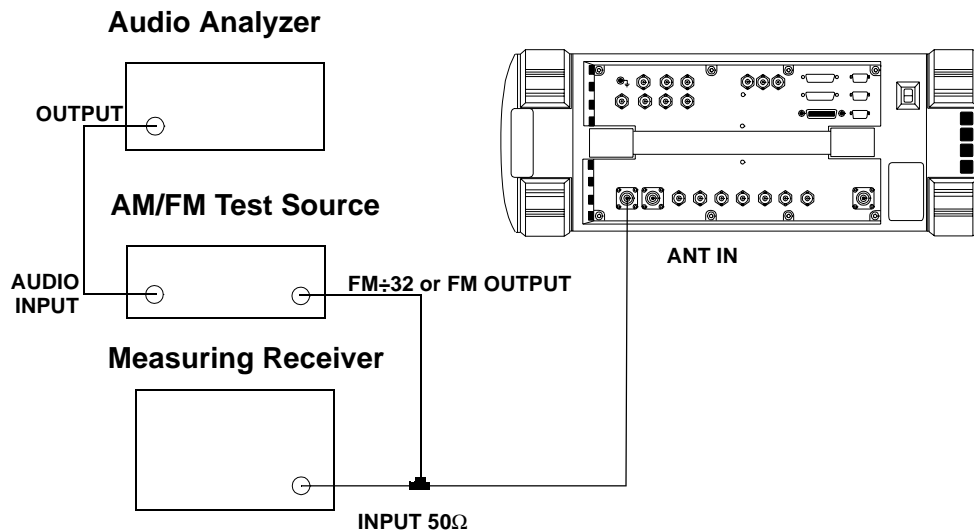 Audio Analyzer
OUTPUT
AM/FM Test Source
ANT IN
AUDIO
INPUT
FM÷32 or FM OUTPUT
Measuring Receiver
INPUT 50Ω